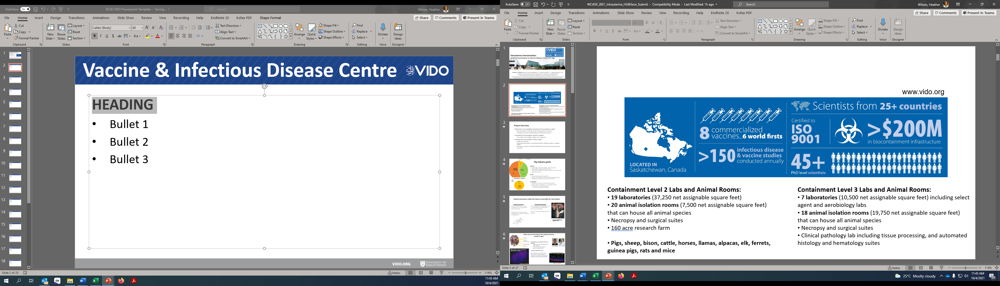 AutoSave On
BLUE VIDO Powerpoint Template - Saving...
Search
Wilson, Heather
File Home Insert Design Transitions Animations Slide Show Review View Recording Help EndNote 20 Kofax PDF Shape Format
Share Comments Present in Teams
Paste
Cut
Copy
Format Painter
Clipboard
New Slide
Reuse Slides
Layout
Reset
Section
Slides
Calibri (Body) 40
Font
Text Direction
Align Text
Convert to SmartArt
Paragraph
Arrange
Quick Styles
Shape Fill
Shape Outline
Shape Effects
Drawing
Find
Replace
Select
Editing
Dictate
Voice
Design Ideas
Designer
1
2
3
4
5
6
7
8
9
10
11
12
13
14
15
16
17
18
Vaccine & Infectious Disease Centre VIDO
HEADING
• Bullet 1
• Bullet 2
• Bullet 3
VIDO.ORG UNIVERSITY OF SASKATCHEWAN
Slide 2 of 25
Notes
114%
11:45 AM
10/4/2021
AutoSave Off
WCASV_2021_Intrauterine_HLWilson_Submit - Compatibility Mode - Last Modified: 1h ago
Search
Wilson, Heather
File Home Insert Design Transitions Animations Slide Show Review View Recording Help EndNote 20 Kofax PDF
Share Comments Present in Teams
Paste
Cut
Copy
Format Painter
Clipboard
New Slide
Reuse Slides
Layout
Reset
Section
Slides
Font
Text Direction
Align Text
Convert to SmartArt
Paragraph
Arrange
Quick Styles
Shape Fill
Shape Outline
Shape Effects
Drawing
Find
Replace
Select
Editing
Dictate
Voice
Design Ideas
Designer
1
VIDO
Intrauterine Immunization:
Artificial Insemination as Vaccine Delivery Vehicle for Pigs
2
3
Project Overview
4
Pig industry goals
5
Industry practices make the uterus accessible for vaccination
6
What do we know about the uterine immune system in pig?
www.vido.org
LOCATED IN
Saskatchewan, Canada
8 commercialized vaccines...6 world firsts
>150 infectious disease & vaccine studies conducted annually
Scientists from 25+ countries
Certified to
ISO 9001
>$200M
in biocontainment infrastructure
45+
PhD level scientists
Containment Level 2 Labs and Animal Rooms:
• 19 laboratories (37,250 net assignable square feet)
• 20 animal isolation rooms (7,500 net assignable square feet)
that can house all animal species
• Necropsy and surgical suites
• 160 acre research farm
• Pigs, sheep, bison, cattle, horses, llamas, alpacas, elk, ferrets,
guinea pigs, rats and mice
Containment Level 3 Labs and Animal Rooms:
• 7 laboratories (10,500 net assignable square feet) including select
agent and aerobiology labs
• 18 animal isolation rooms (19,750 net assignable square feet)
that can house all animal species
• Necropsy and surgical suites
• Clinical pathology lab including tissue processing, and automated
histology and hematology suites
Slide 2 of 27
Notes
114%
25°C Mostly cloudy
11:45 AM
10/4/2021
20